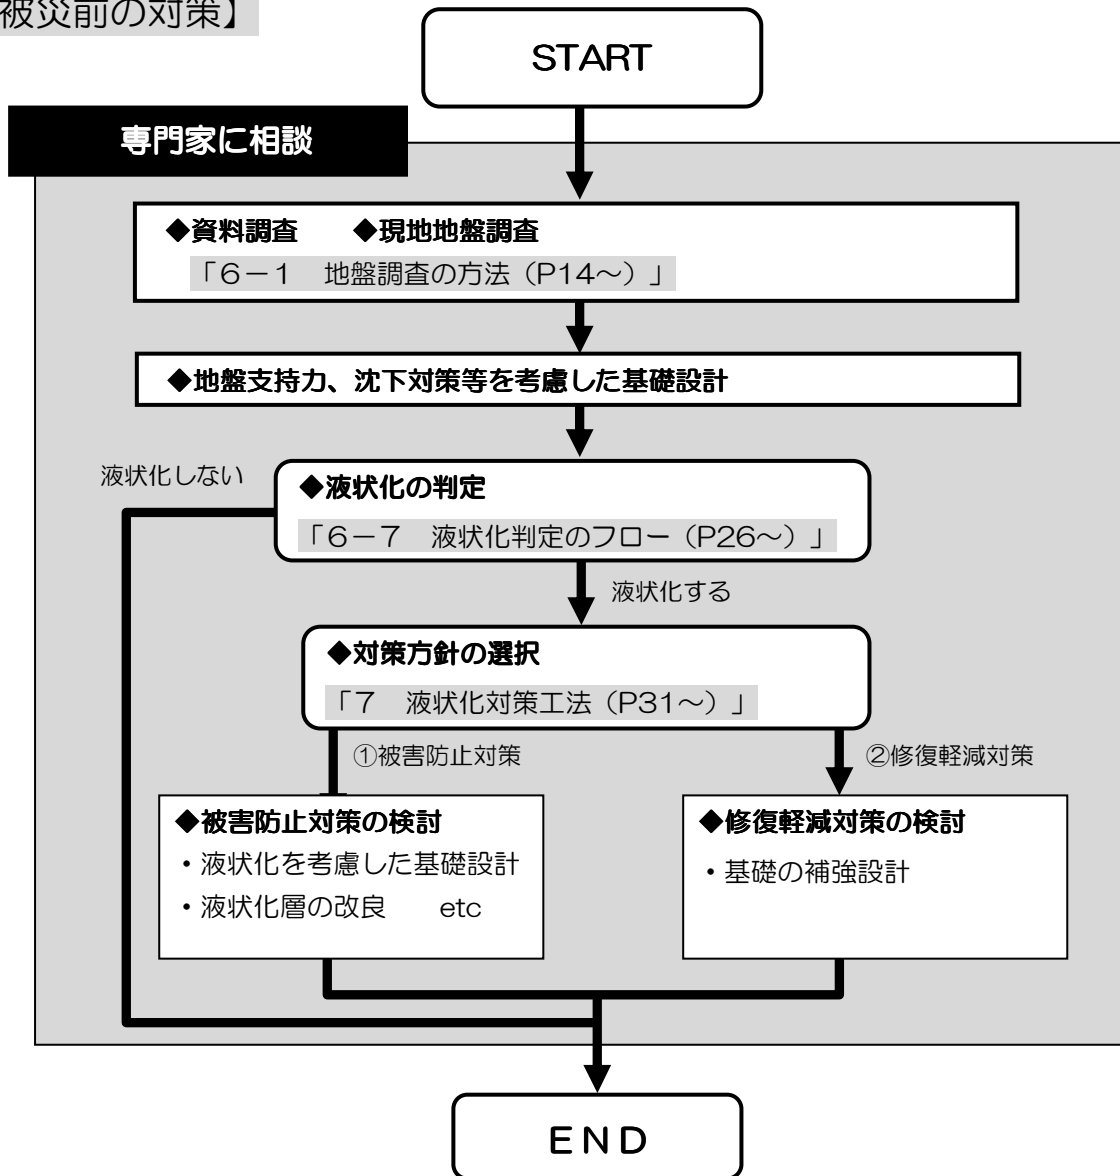 被災前の対策】
START
専門家に相談
◆資料調査　　◆現地地盤調査
「6－1　地盤調査の方法（P14～）」
◆地盤支持力、沈下対策等を考慮した基礎設計
液状化しない
◆液状化の判定
「6－7　液状化判定のフロー（P26～）」
液状化する
◆対策方針の選択
「7　液状化対策工法（P31～）」
①被害防止対策
②修復軽減対策
◆被害防止対策の検討
・液状化を考慮した基礎設計
・液状化層の改良　　etc
◆修復軽減対策の検討
・基礎の補強設計
END